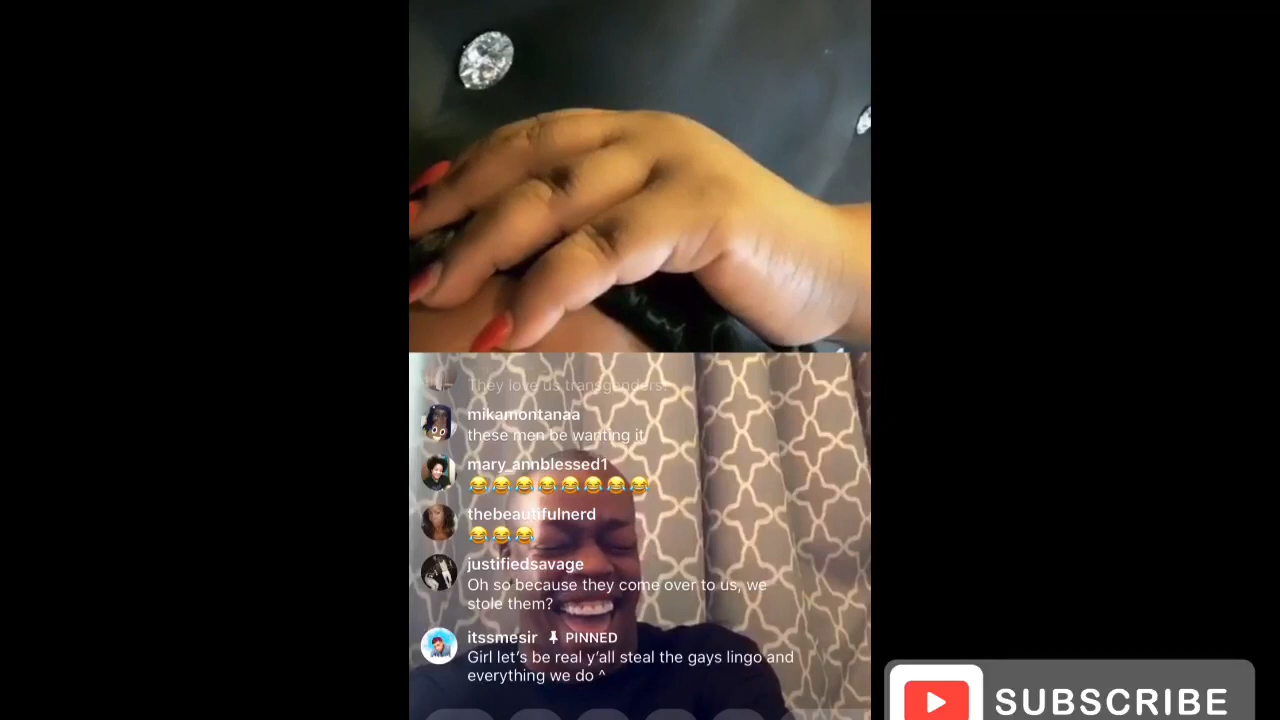 They love us transgenders!
mikamontanaa
these men be wanting it
mary_annblessed1
😂😂😂😂😂😂😂😂
thebeautifulnerd
😂😂😂
justifiedsavage
Oh so because they come over to us, we
stole them?
itssmesir PINNED
Girl let's be real y'all steal the gays lingo and
everything we do ^
SUBSCRIBE